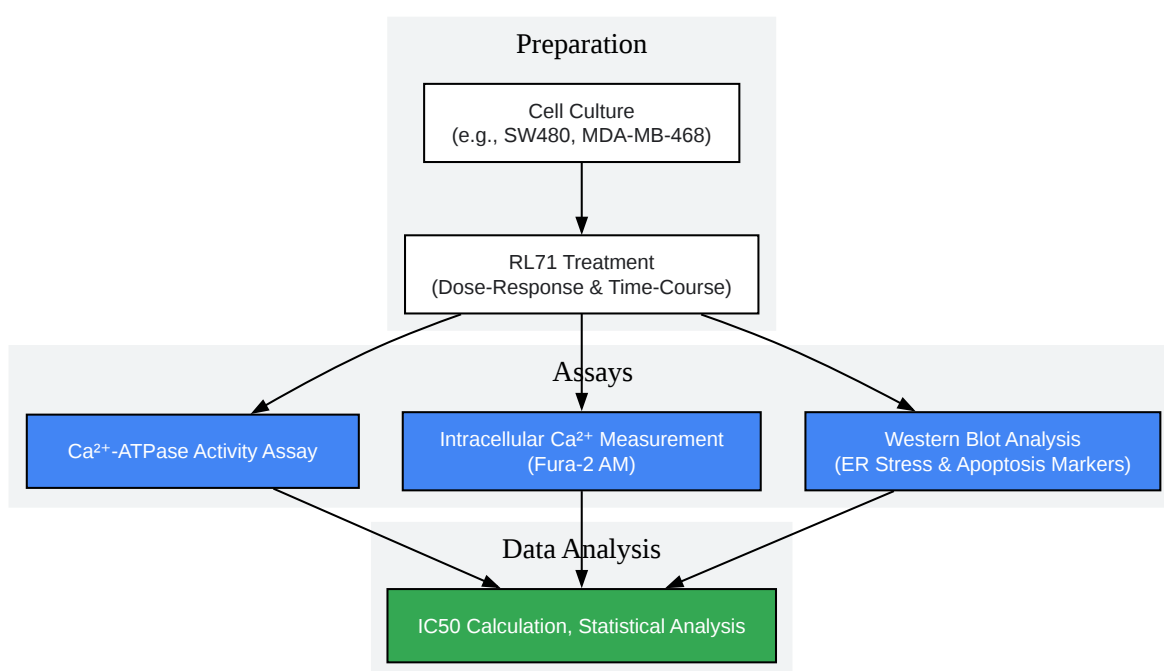 Preparation
Cell Culture
(e.g., SW480, MDA-MB-468)
RL71 Treatment
(Dose-Response & Time-Course)
Assays
Ca²⁺-ATPase Activity Assay
Intracellular Ca²⁺ Measurement
(Fura-2 AM)
Western Blot Analysis
(ER Stress & Apoptosis Markers)
Data Analysis
IC50 Calculation, Statistical Analysis